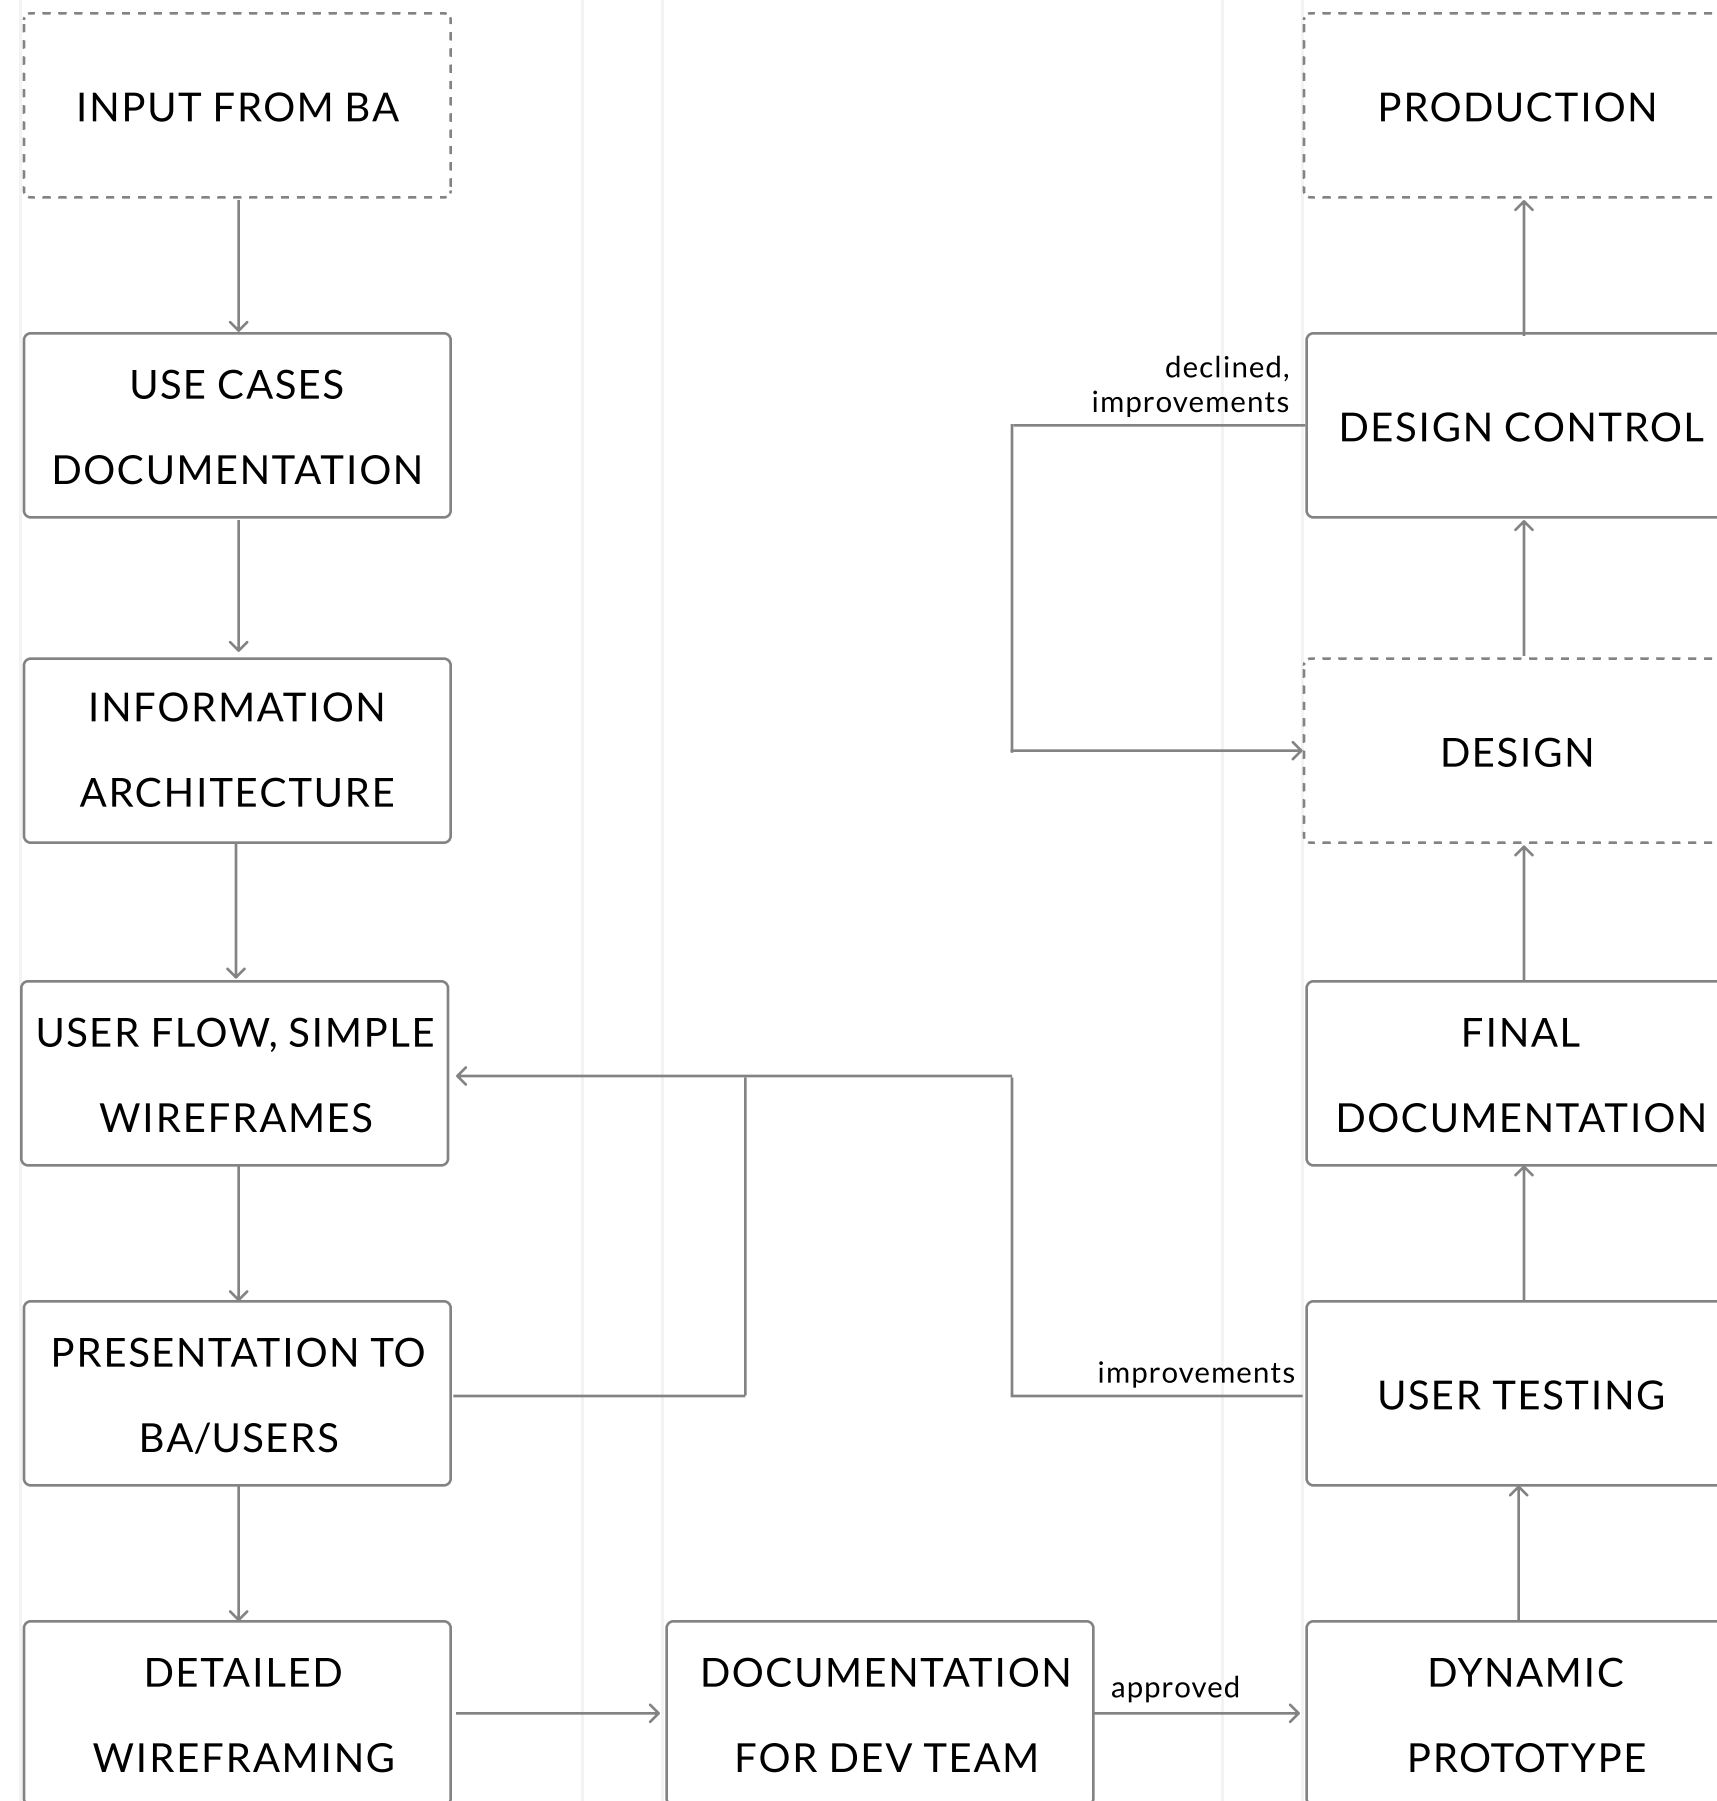 INPUT FROM BA
USE CASES
DOCUMENTATION
INFORMATION
ARCHITECTURE
USER FLOW, SIMPLE
WIREFRAMES
PRESENTATION TO
BA/USERS
DETAILED
WIREFRAMING
DOCUMENTATION
FOR DEV TEAM
approved
DYNAMIC
PROTOTYPE
USER TESTING
improvements
FINAL
DOCUMENTATION
DESIGN
DESIGN CONTROL
declined,
improvements
PRODUCTION